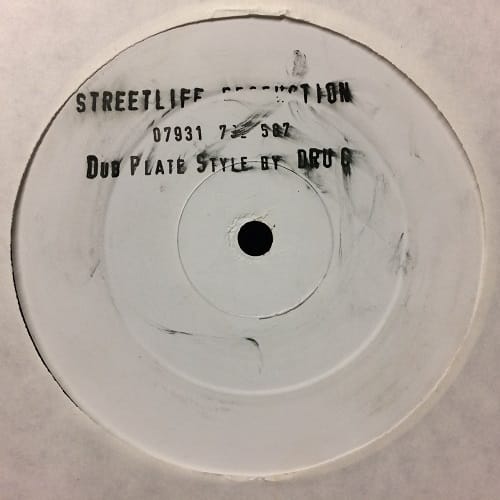 STREETLIFE
07931 587
DUB PLATE STYLE BY DRU G